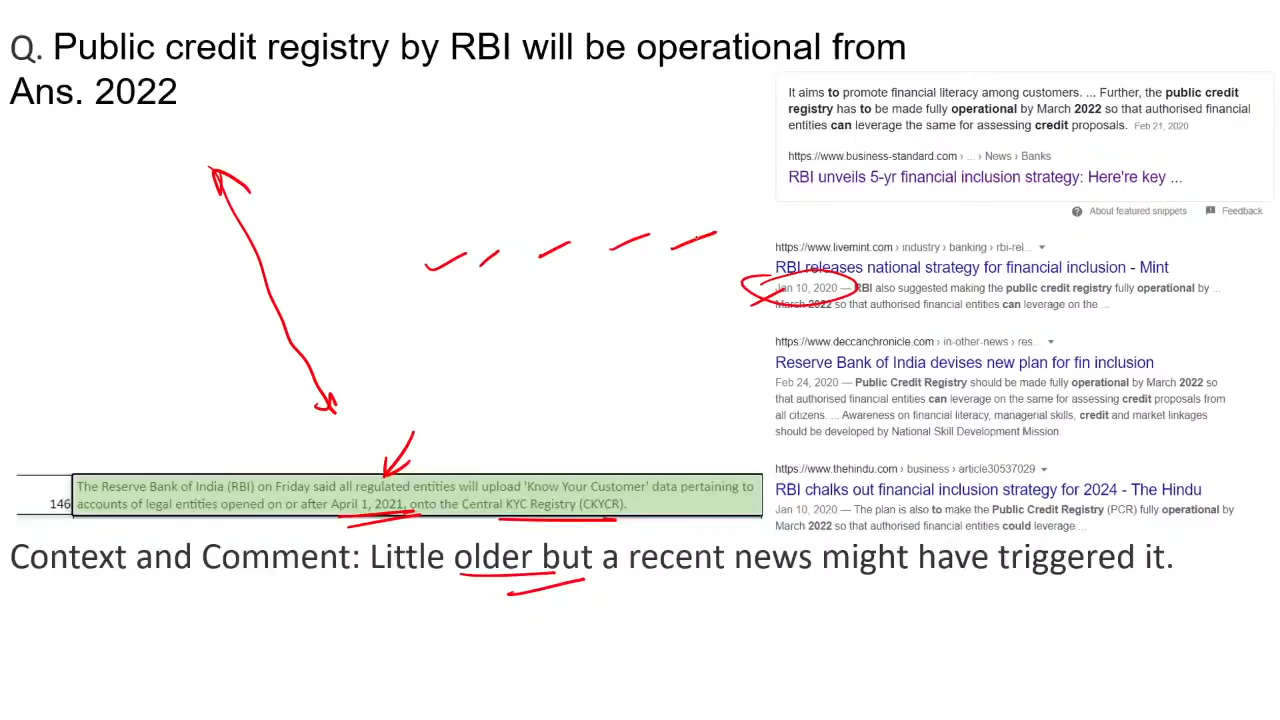 Q. Public credit registry by RBI will be operational from
Ans. 2022
It aims to promote financial literacy among customers. ... Further, the public credit
registry has to be made fully operational by March 2022 so that authorised financial
entities can leverage the same for assessing credit proposals. Feb 21, 2020
https://www.business-standard.com › ... › News › Banks
RBI unveils 5-yr financial inclusion strategy: Here're key ...
About featured snippets Feedback
https://www.livemint.com › industry › banking › rbi-rel...
RBI releases national strategy for financial inclusion - Mint
Jan 10, 2020 — RBI also suggested making the public credit registry fully operational by ...
March 2022 so that authorised financial entities can leverage on the ...
https://www.deccanchronicle.com › in-other-news › res...
Reserve Bank of India devises new plan for fin inclusion
Feb 24, 2020 — Public Credit Registry should be made fully operational by March 2022 so
that authorised financial entities can leverage on the same for assessing credit proposals from
all citizens. ... Awareness on financial literacy, managerial skills, credit and market linkages
should be developed by National Skill Development Mission.
https://www.thehindu.com › business › article30537029
RBI chalks out financial inclusion strategy for 2024 - The Hindu
Jan 10, 2020 — The plan is also to make the Public Credit Registry (PCR) fully operational by
March 2022 so that authorised financial entities could leverage ...
The Reserve Bank of India (RBI) on Friday said all regulated entities will upload 'Know Your Customer' data pertaining to
146 accounts of legal entities opened on or after April 1, 2021, onto the Central KYC Registry (CKYCR).
Context and Comment: Little older but a recent news might have triggered it.